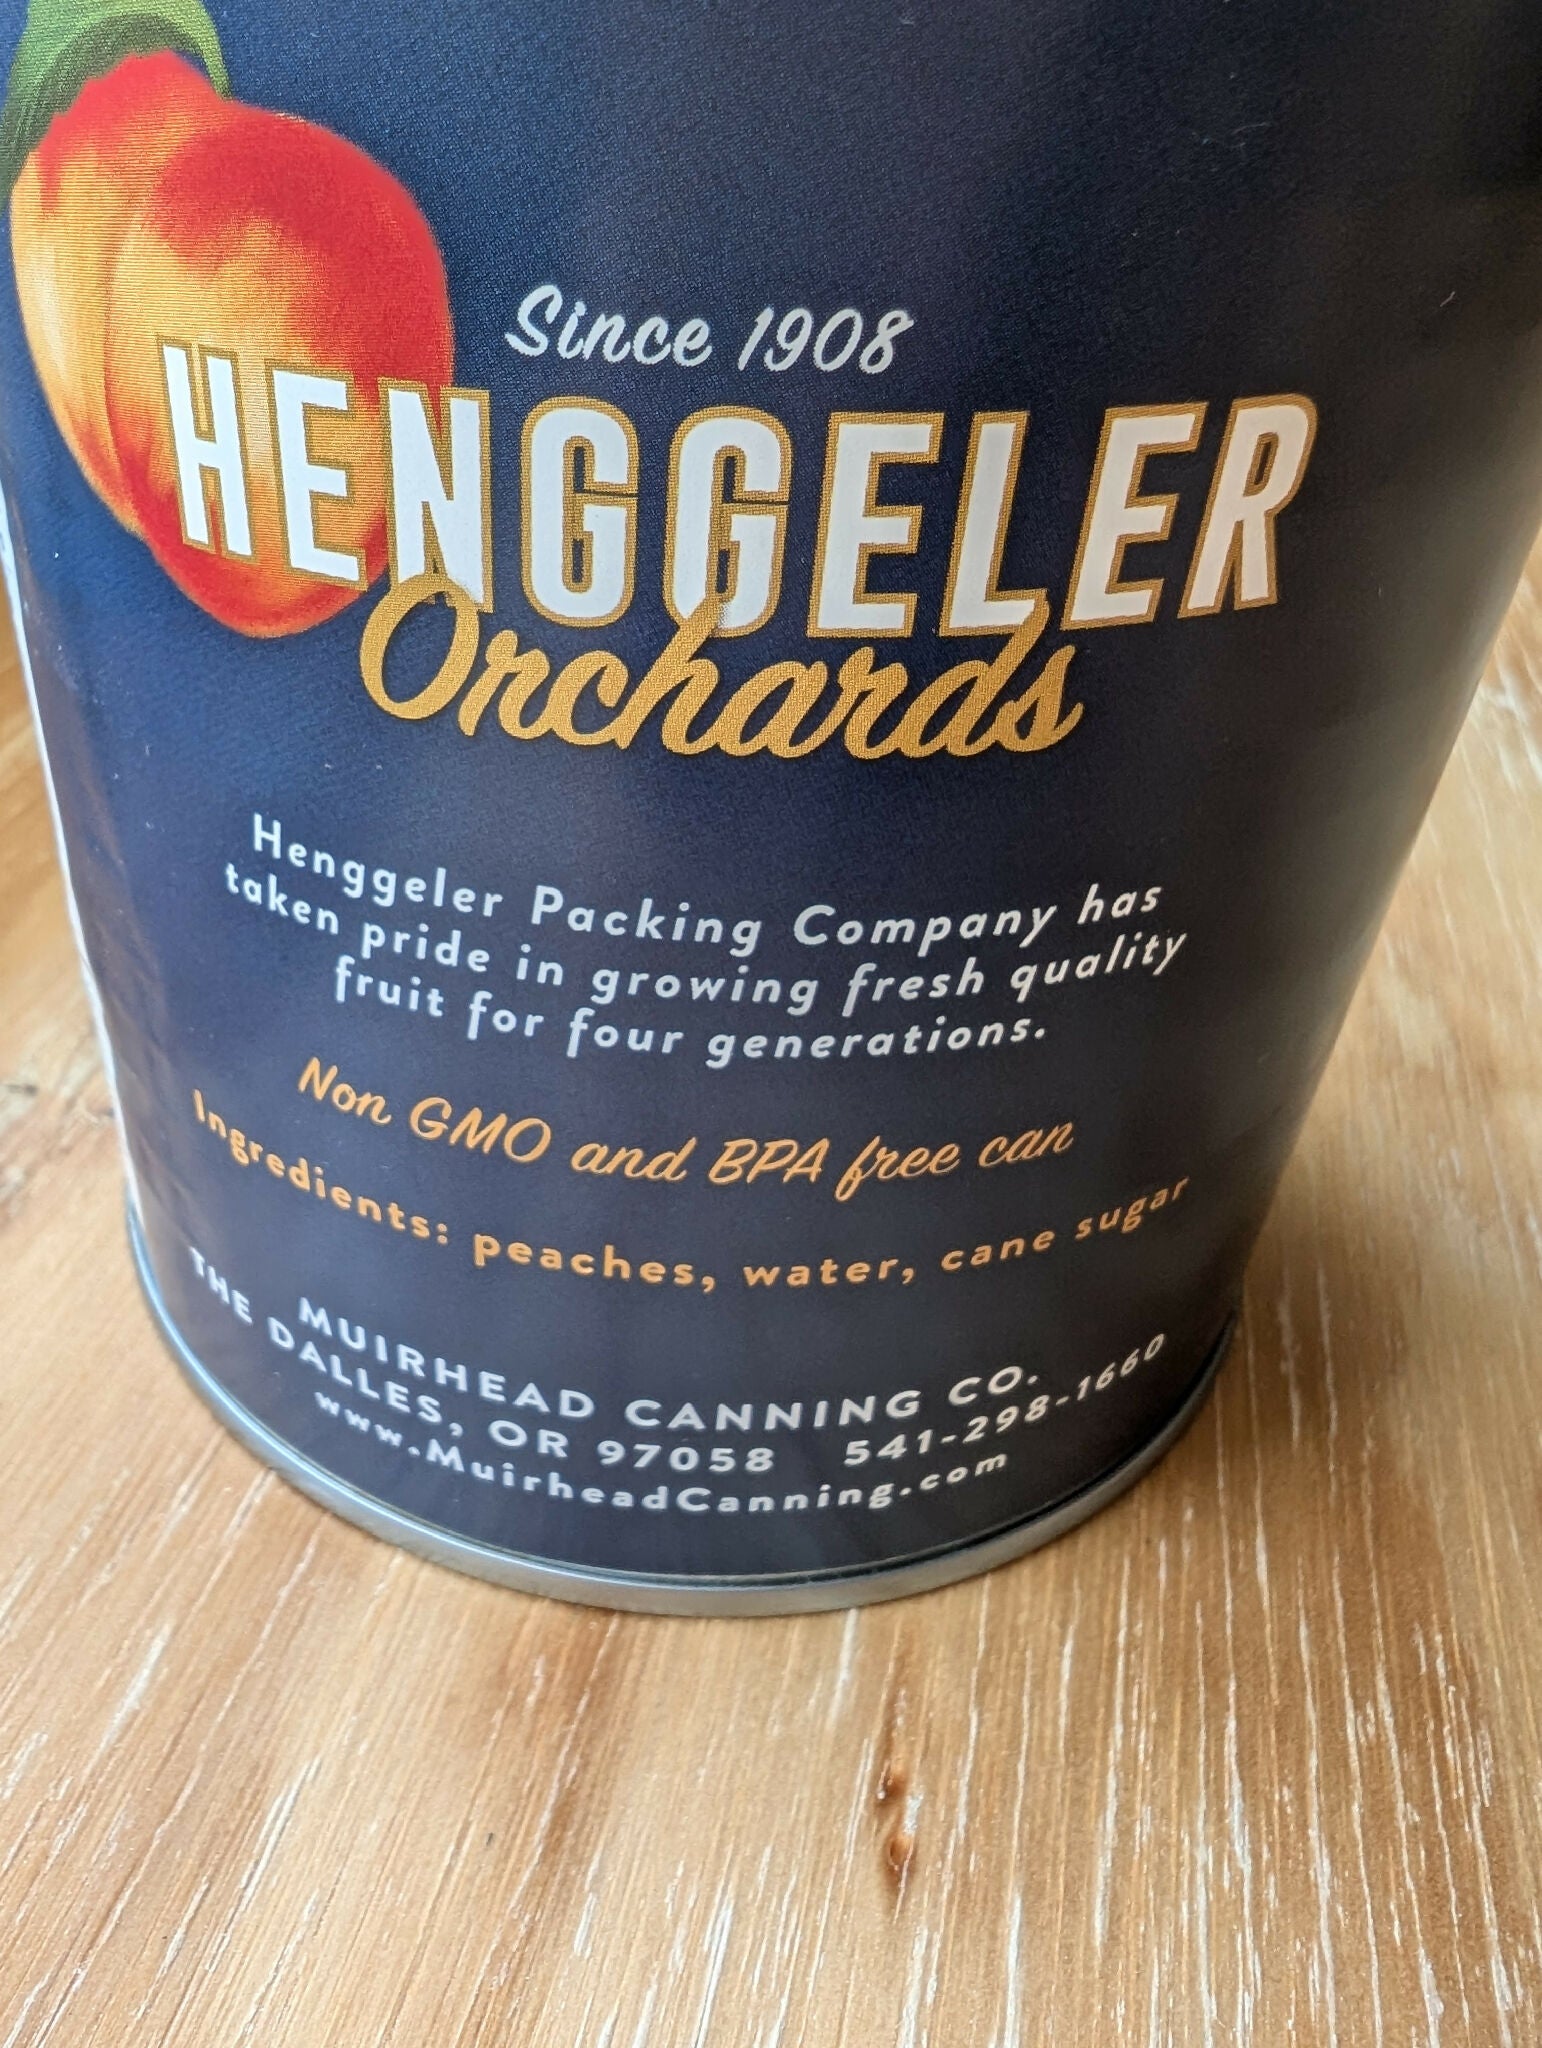 Since 1908
HENGGELER
Orchards
Henggeler Packing Company has
taken pride in growing fresh quality
fruit for four generations.
Non GMO and BPA free can
Ingredients: peaches, water, cane sugar
MUIRHEAD CANNING CO.
THE DALLES, OR 97058 541-298-1660
www.MuirheadCanning.com